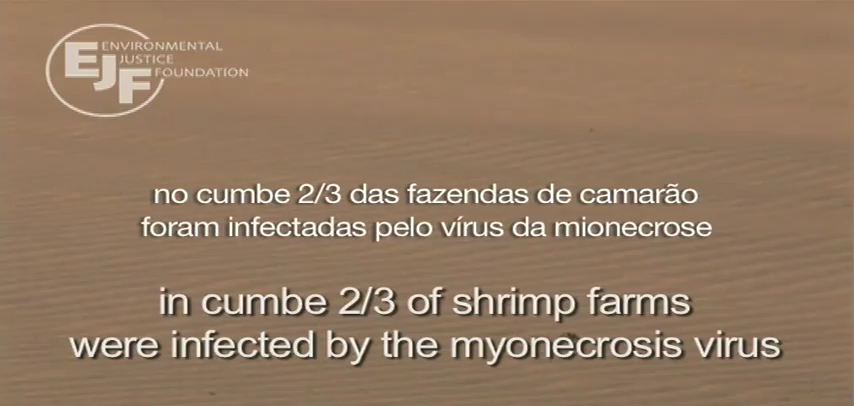 ENVIRONMENTAL
JUSTICE
FOUNDATION
EJF
no cumbe 2/3 das fazendas de camarão
foram infectadas pelo vírus da mionecrose
in cumbe 2/3 of shrimp farms
were infected by the myonecrosis virus